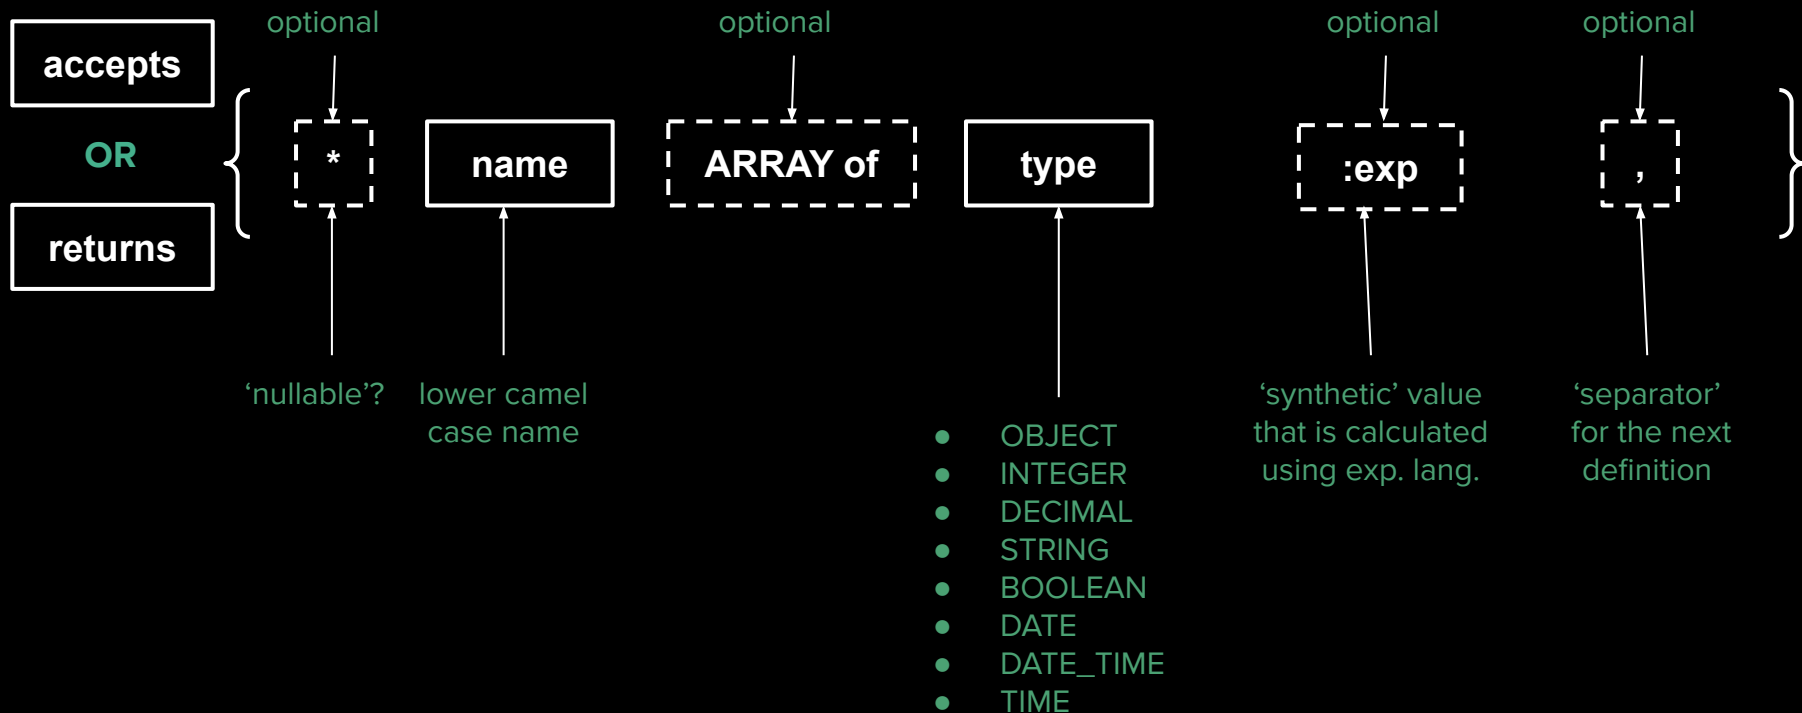 optional
optional
optional
optional
accepts
OR
returns
{
*
name
ARRAY of
type
:exp
,
}
‘nullable’?
lower camel
case name
● OBJECT
● INTEGER
● DECIMAL
● STRING
● BOOLEAN
● DATE
● DATE_TIME
● TIME
‘synthetic’ value
that is calculated
using exp. lang.
‘separator’
for the next
definition